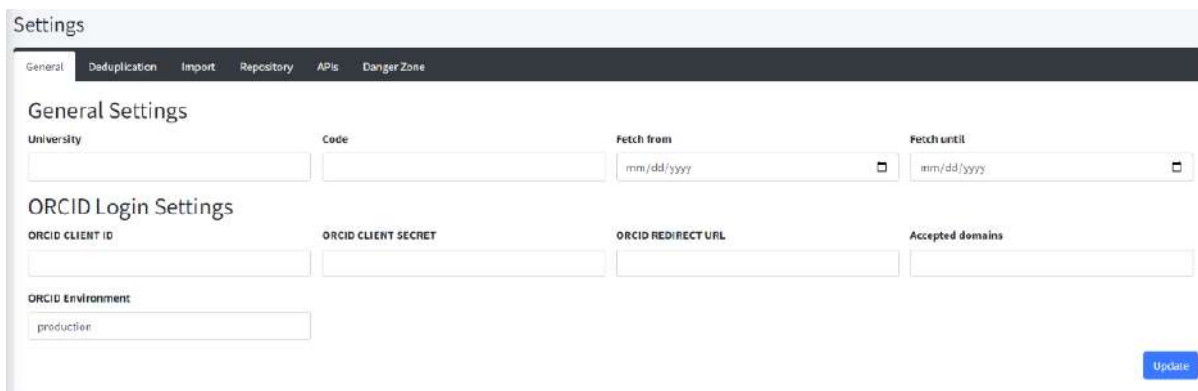 Settings
General Deduplication Import Repository APIs Danger Zone
General Settings
University Code Fetch from Fetch until
mm/dd/yyyy mm/dd/yyyy
ORCID Login Settings
ORCID CLIENT ID ORCID CLIENT SECRET ORCID REDIRECT URL Accepted domains
ORCID Environment
production
Update